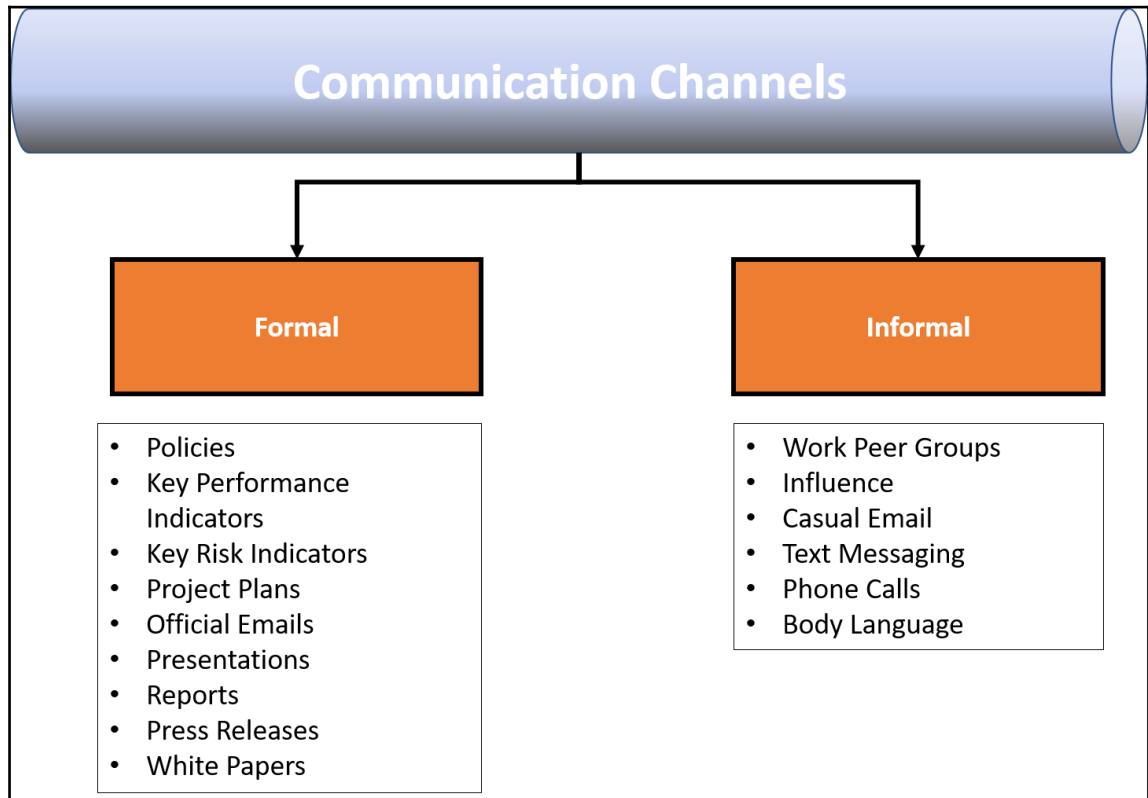 Communication Channels
Formal
Informal
• Policies
• Key Performance
Indicators
• Key Risk Indicators
• Project Plans
• Official Emails
• Presentations
• Reports
• Press Releases
• White Papers
• Work Peer Groups
• Influence
• Casual Email
• Text Messaging
• Phone Calls
• Body Language